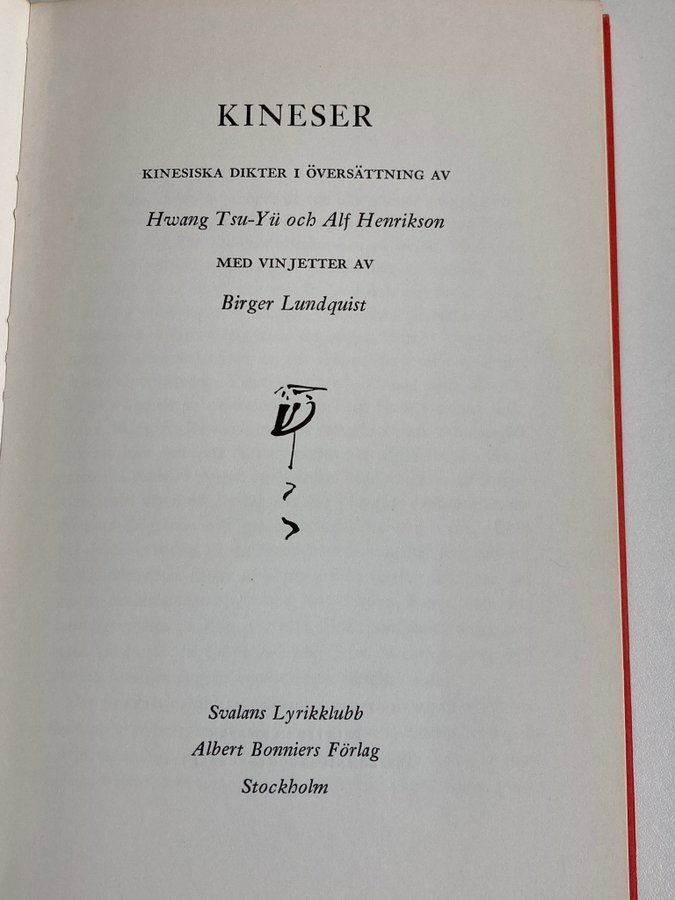 KINESER
KINESISKA DIKTER I ÖVERSÄTTNING AV
Hwang Tsu-Yü och Alf Henrikson
MED VINJETTER AV
Birger Lundquist
Svalans Lyrikklubb
Albert Bonniers Förlag
Stockholm